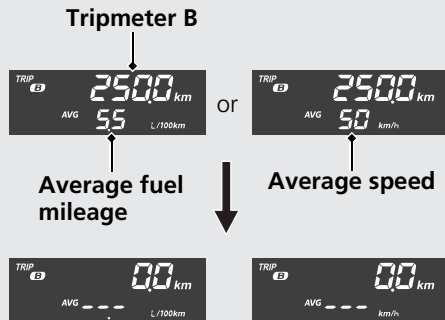 Tripmeter B
TRIP B 250.0 km
AVG 5.5 L/100km
or
TRIP B 250.0 km
AVG 50 km/h
Average fuel
mileage
Average speed
TRIP B 0.0 km
AVG _ _ _._ L/100km
TRIP B 0.0 km
AVG _ _ _ km/h